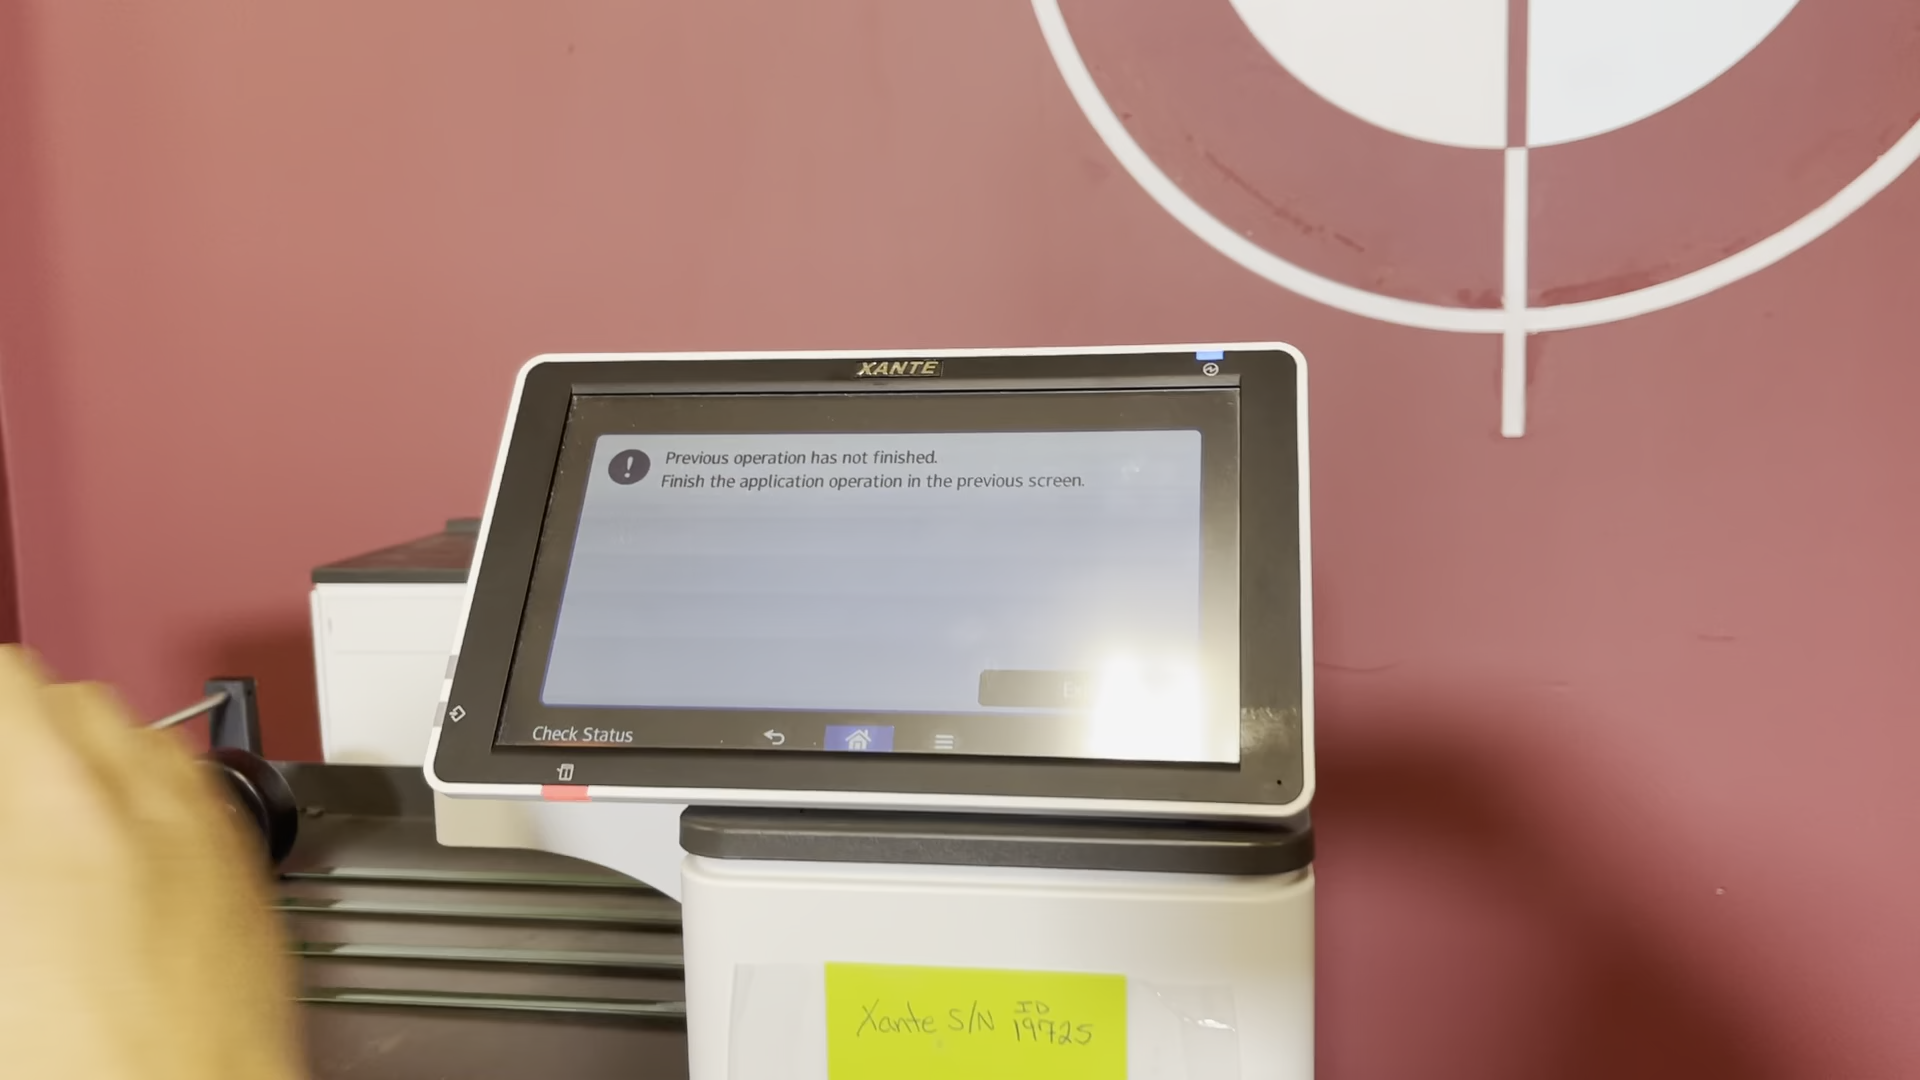 XANTE
Previous operation has not finished.
Finish the application operation in the previous screen.
Check Status
Xante S/N ID
19725